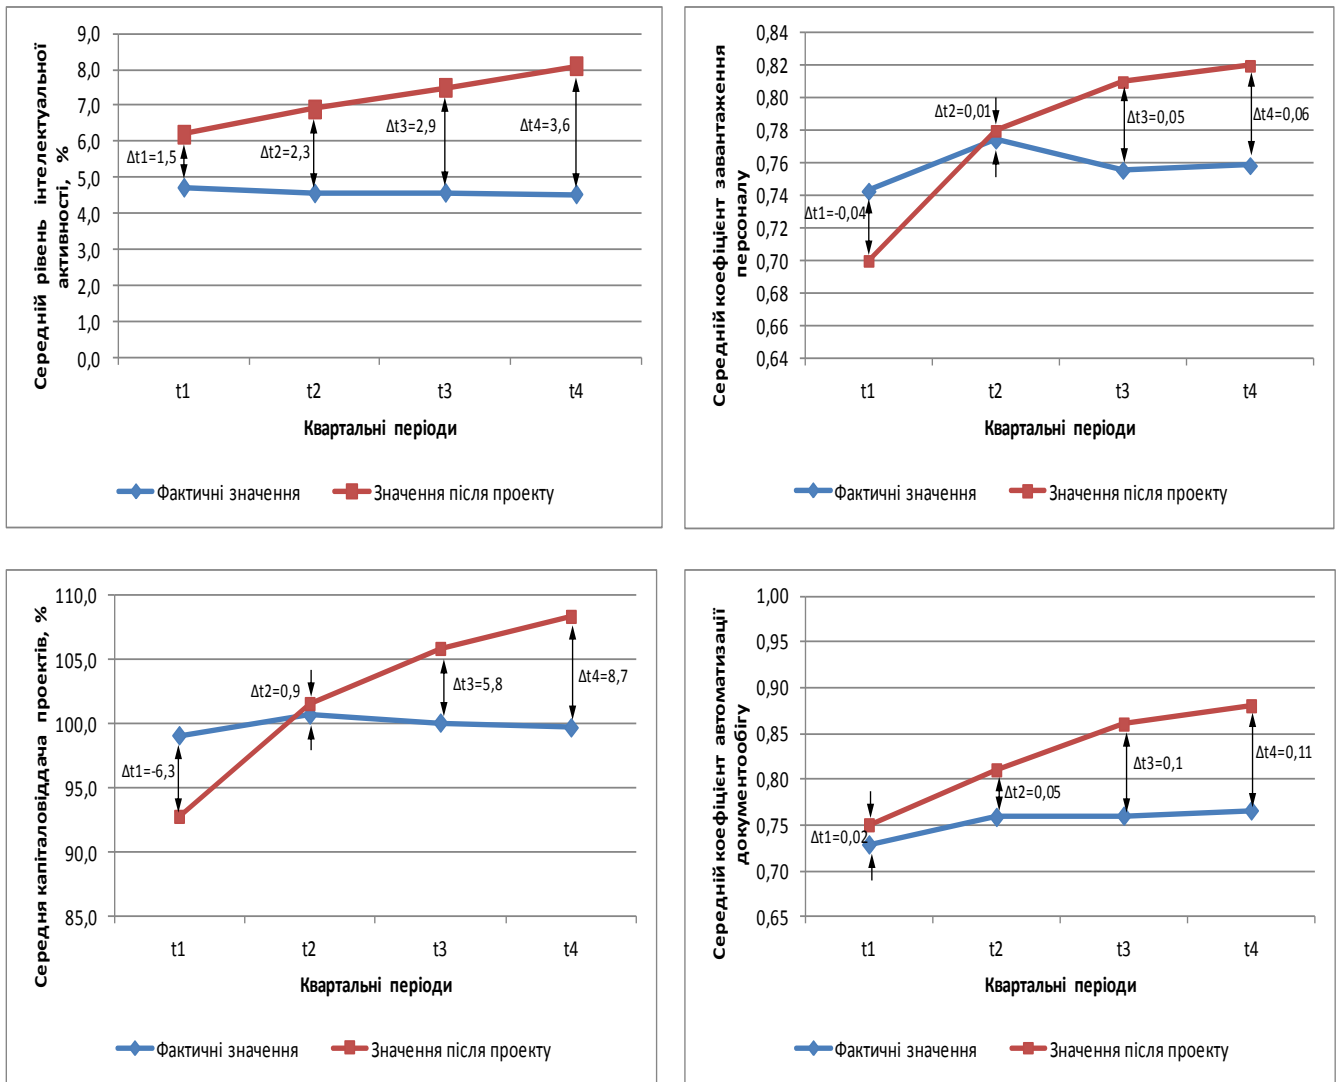 Середній рівень інтелектуальної
активності, %
9,0
8,0
7,0
6,0
5,0
4,0
3,0
2,0
1,0
0,0
Δt1=1,5
Δt2=2,3
Δt3=2,9
Δt4=3,6
t1 t2 t3 t4
Квартальні періоди
Фактичні значення Значення після проекту
Середній коефіцієнт завантаження
персоналу
0,84
0,82
0,80
0,78
0,76
0,74
0,72
0,70
0,68
0,66
0,64
Δt1=-0,04
Δt2=0,01
Δt3=0,05
Δt4=0,06
t1 t2 t3 t4
Квартальні періоди
Фактичні значення Значення після проекту
Середня капіталовіддача проектів, %
110,0
105,0
100,0
95,0
90,0
85,0
Δt1=-6,3
Δt2=0,9
Δt3=5,8
Δt4=8,7
t1 t2 t3 t4
Квартальні періоди
Фактичні значення Значення після проекту
Середній коефіцієнт автоматизації
документообігу
1,00
0,95
0,90
0,85
0,80
0,75
0,70
0,65
Δt1=0,02
Δt2=0,05
Δt3=0,1
Δt4=0,11
t1 t2 t3 t4
Квартальні періоди
Фактичні значення Значення після проекту